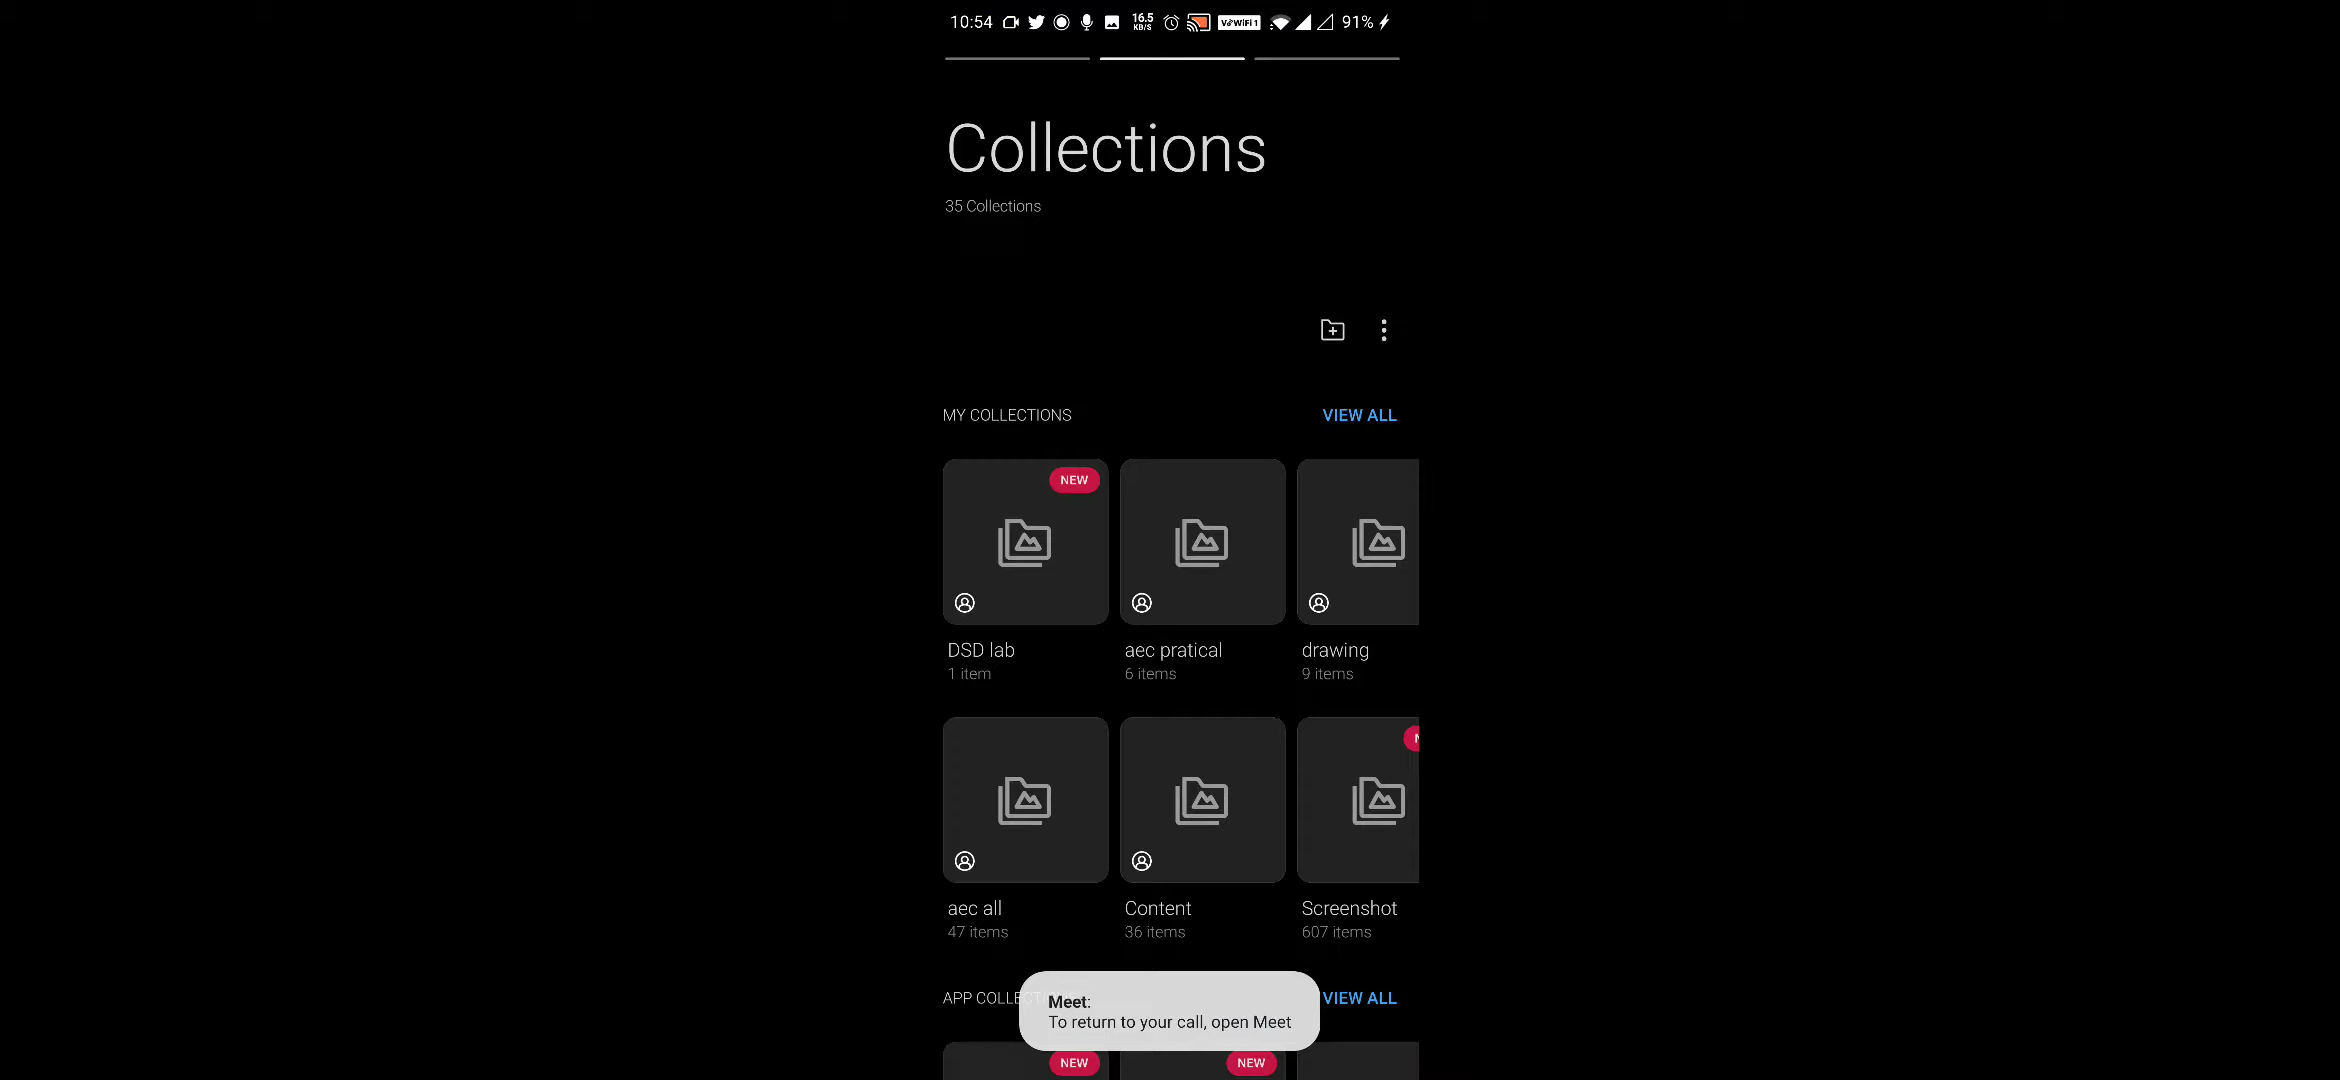 10:54 16.5 KB/S VoWiFi 1 91%
Collections
35 Collections
MY COLLECTIONS VIEW ALL
NEW
DSD lab aec pratical drawing
1 item 6 items 9 items
aec all Content Screenshot
47 items 36 items 607 items
APP COLLE VIEW ALL
Meet:
To return to your call, open Meet
NEW NEW